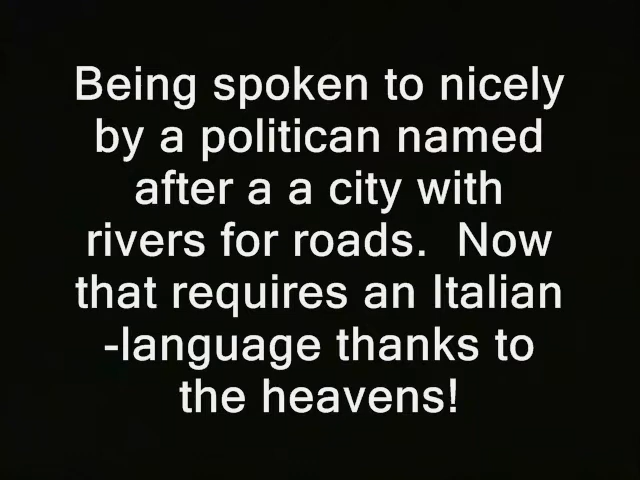 Being spoken to nicely
by a politican named
after a a city with
rivers for roads.  Now
that requires an Italian
-language thanks to
the heavens!